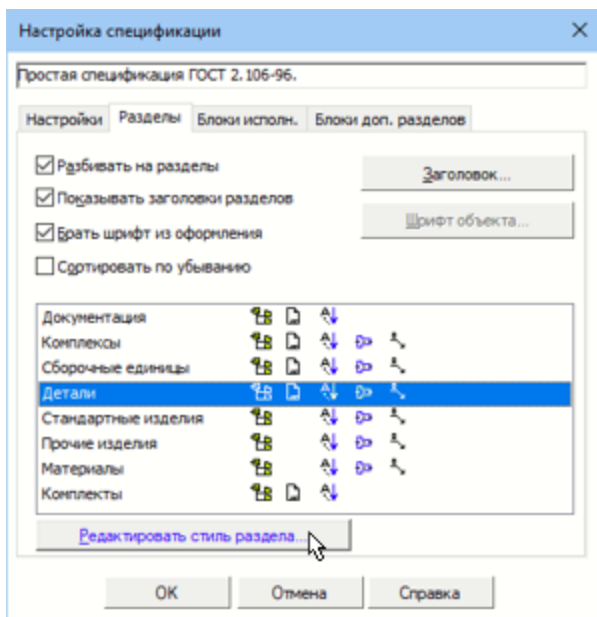 Настройка спецификации
Простая спецификация ГОСТ 2.106-96.
Настройки Разделы Блоки исполн. Блоки доп. разделов
Разбивать на разделы
Заголовок...
Показывать заголовки разделов
Шрифт объекта...
Брать шрифт из оформления
Сортировать по убыванию
Документация
Комплексы
Сборочные единицы
Детали
Стандартные изделия
Прочие изделия
Материалы
Комплекты
Редактировать стиль раздела...
OK Отмена Справка